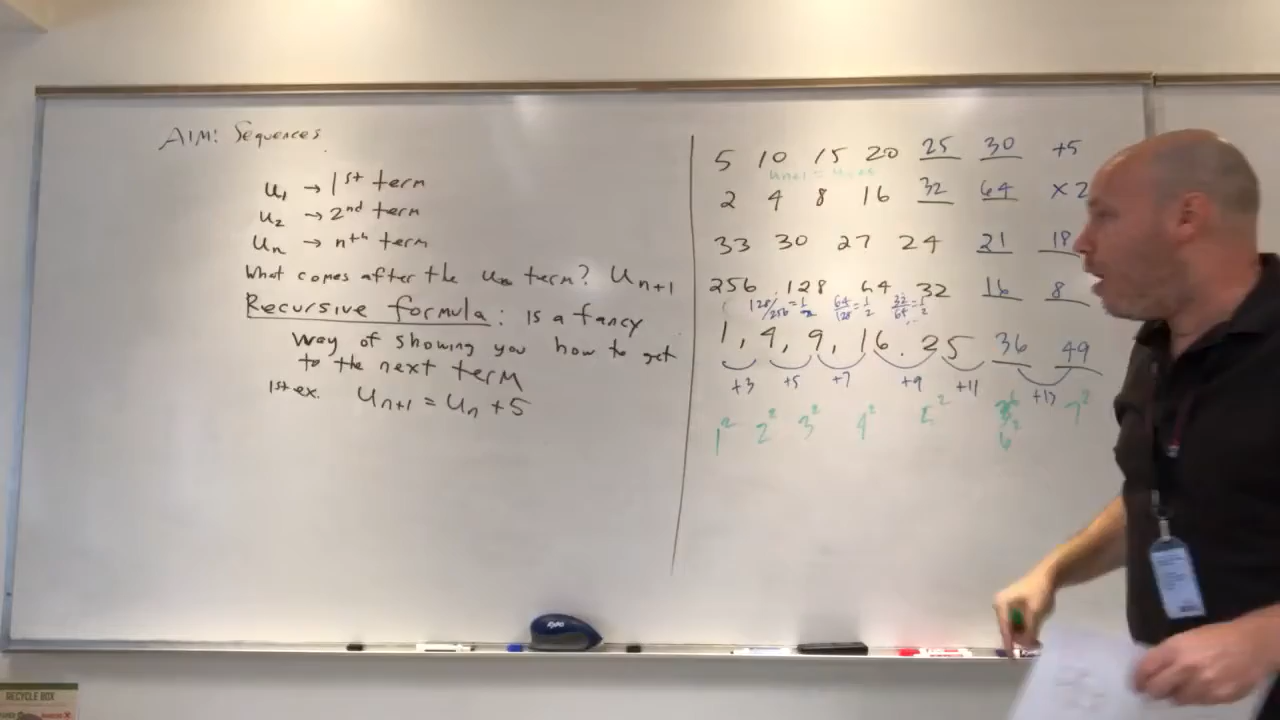 AIM: Sequences
u₁ → 1st term
u₂ → 2nd term
uₙ → nth term
What comes after the uₙ term? Uₙ₊₁
Recursive formula: is a fancy
way of showing you how to get
to the next term
1st ex. Uₙ₊₁ = Uₙ + 5
5 10 15 20 25 30 +5
2 4 8 16 32 64 ×2
33 30 27 24 21 18
256 128 64 32 16 8
128/256 = 1/2 64/128 = 1/2 32/64 = 1/2
1, 4, 9, 16, 25 36 49
+3 +5 +7 +9 +11 +13
1² 2² 3² 4² 5² 6² 7²
EXPO
RECYCLE BOX